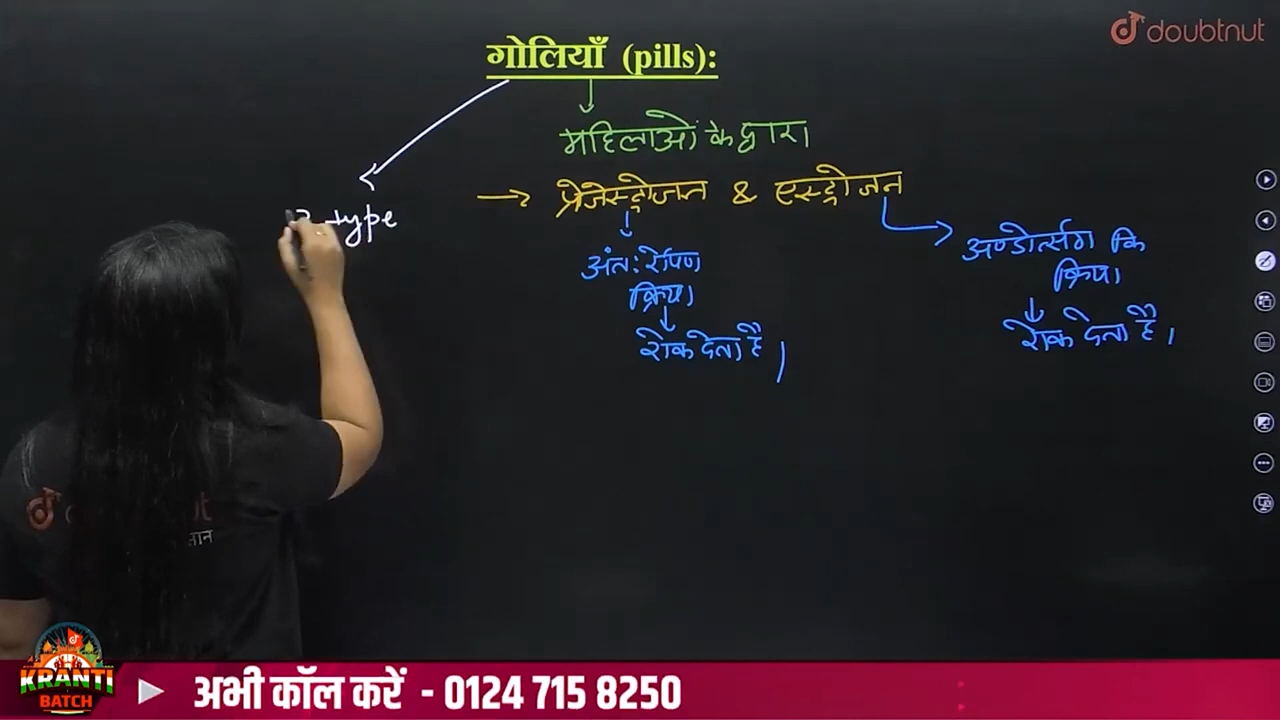 doubtnut
गोलियाँ (pills):
महिलाओं के द्वारा
→ प्रोजेस्ट्रोजन & एस्ट्रोजन
type
अंतःरोपण
क्रिया
रोक देता है।
अण्डोत्सर्ग कि
क्रिया
रोक देता है।
KRANTI
BATCH
अभी कॉल करें - 0124 715 8250